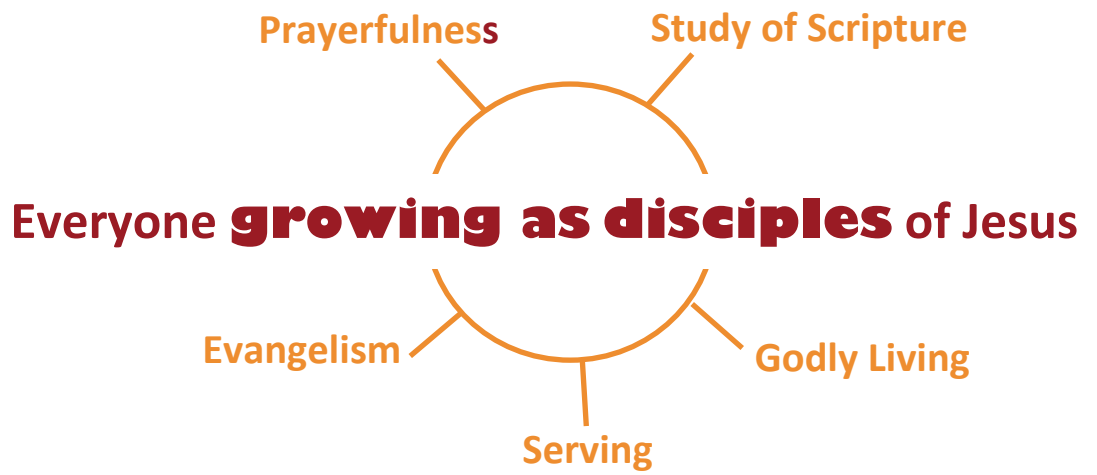 Prayerfulness
Study of Scripture
Everyone growing as disciples of Jesus
Evangelism
Godly Living
Serving